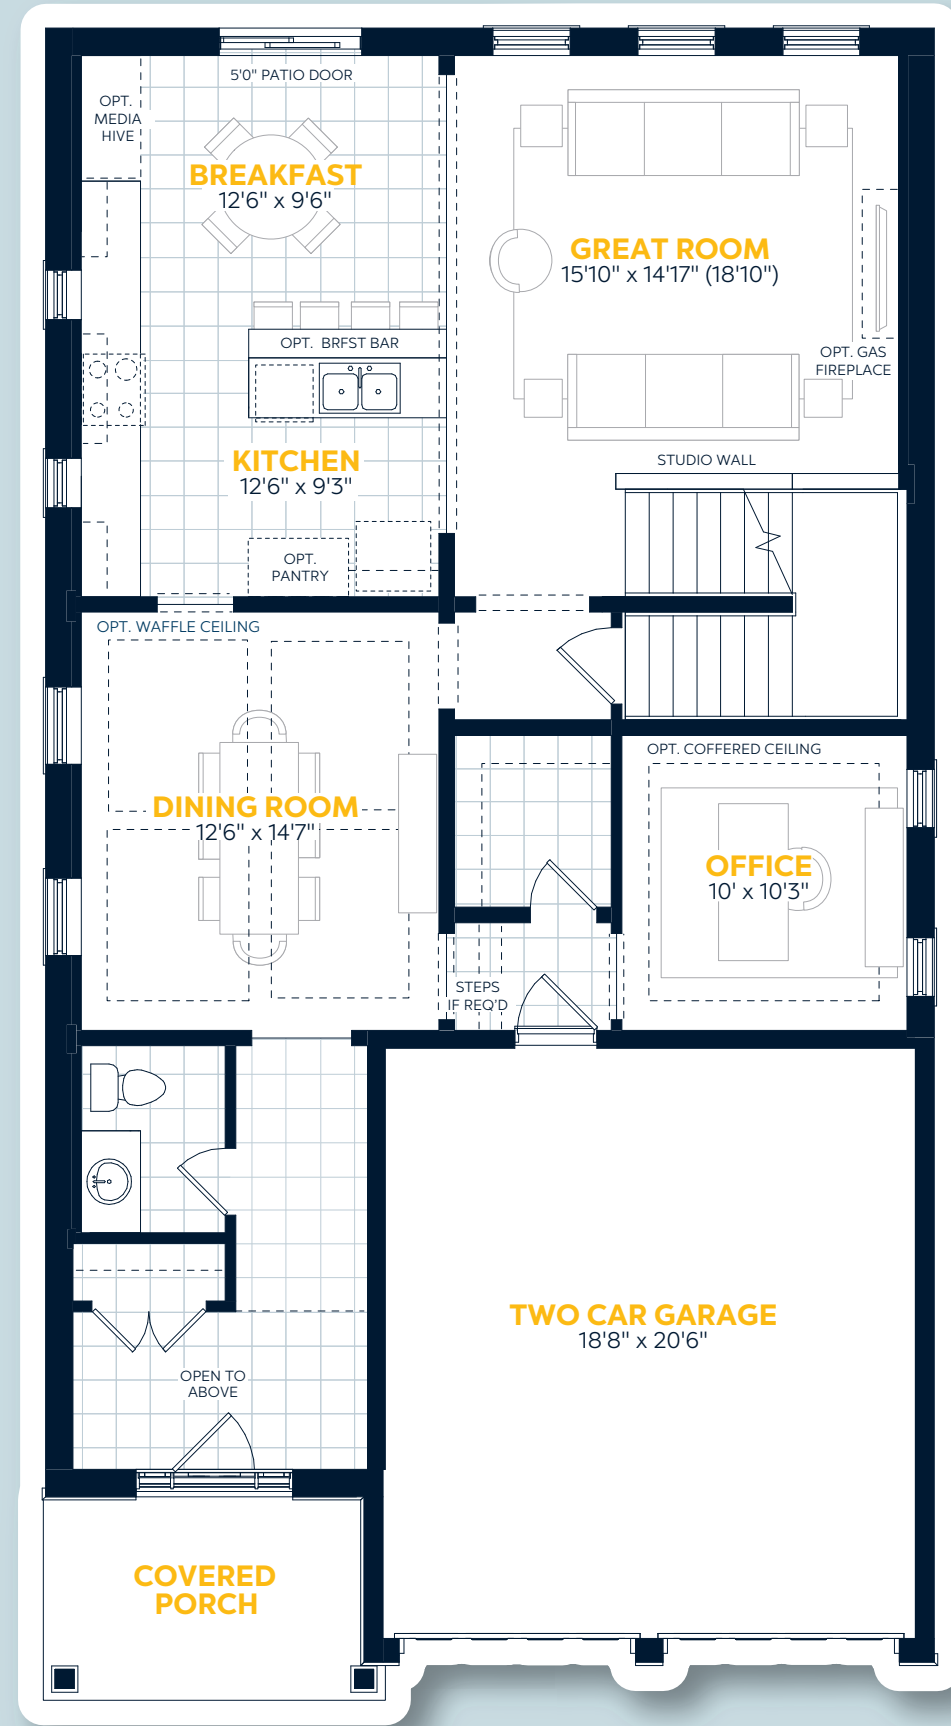 5'0" PATIO DOOR
OPT.
MEDIA
HIVE
BREAKFAST
12'6" x 9'6"
GREAT ROOM
15'10" x 14'17" (18'10")
OPT. BRFST BAR
OPT. GAS
FIREPLACE
KITCHEN
12'6" x 9'3"
STUDIO WALL
OPT.
PANTRY
OPT. WAFFLE CEILING
OPT. COFFERED CEILING
DINING ROOM
12'6" x 14'7"
OFFICE
10' x 10'3"
STEPS
IF REQ'D
TWO CAR GARAGE
18'8" x 20'6"
OPEN TO
ABOVE
COVERED
PORCH